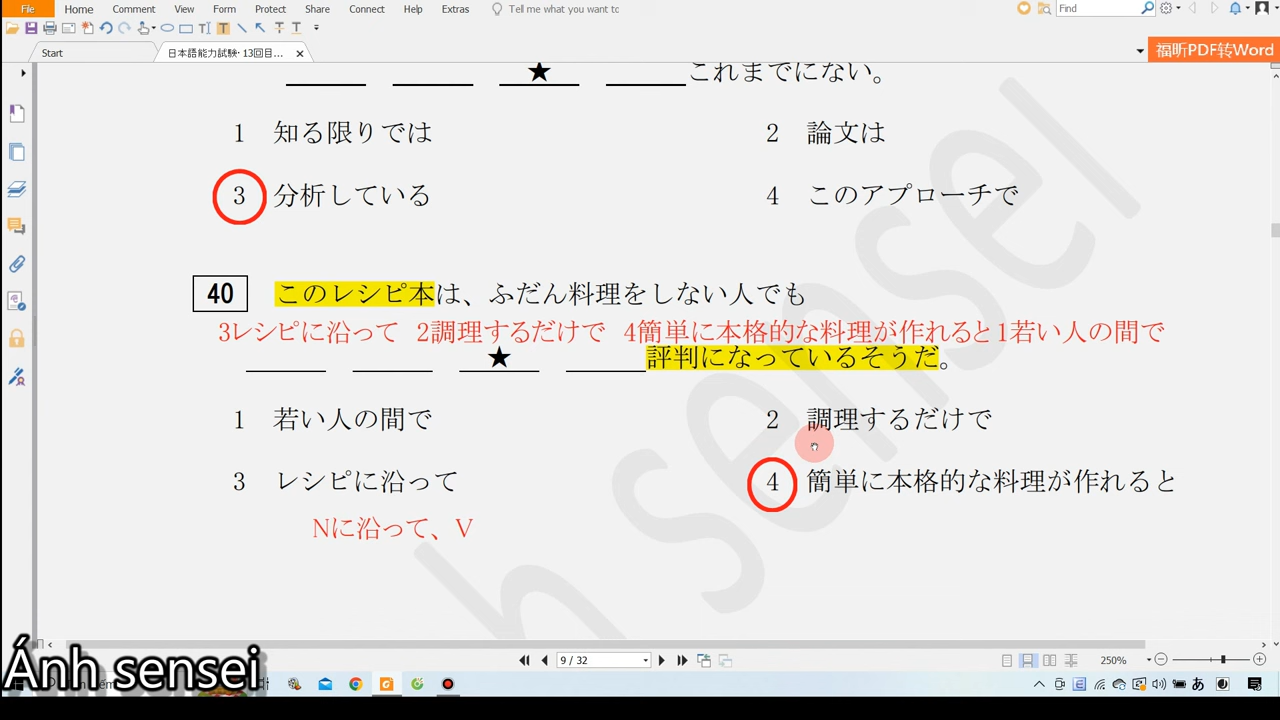 File Home Comment View Form Protect Share Connect Help Extras Tell me what you want to Find
Start 日本語能力試験・13回目... 福昕PDF转Word
★ これまでにない。
1 知る限りでは 2 論文は
3 分析している 4 このアプローチで
40 このレシピ本は、ふだん料理をしない人でも
3レシピに沿って 2調理するだけで 4簡単に本格的な料理が作れると1若い人の間で
★ 評判になっているそうだ。
1 若い人の間で 2 調理するだけで
3 レシピに沿って 4 簡単に本格的な料理が作れると
Nに沿って、V
9 / 32 250%
Ánh sensei
あ